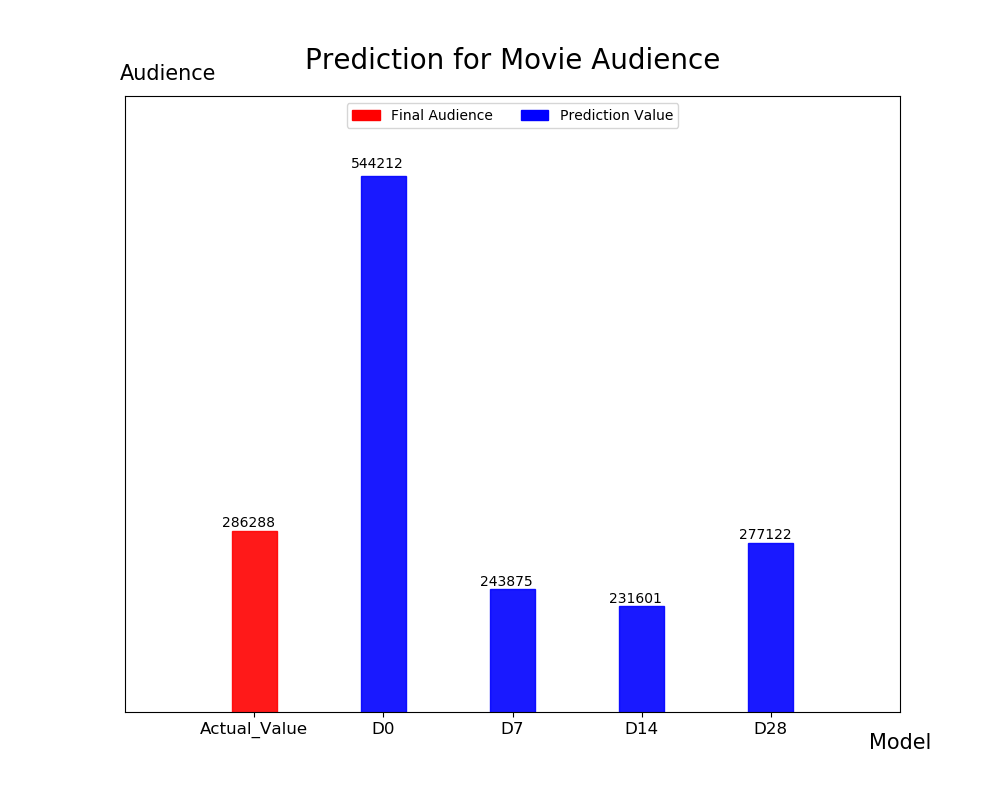 Prediction for Movie Audience
Audience
Final Audience Prediction Value
544212
286288
277122
243875
231601
Actual_Value D0 D7 D14 D28
Model